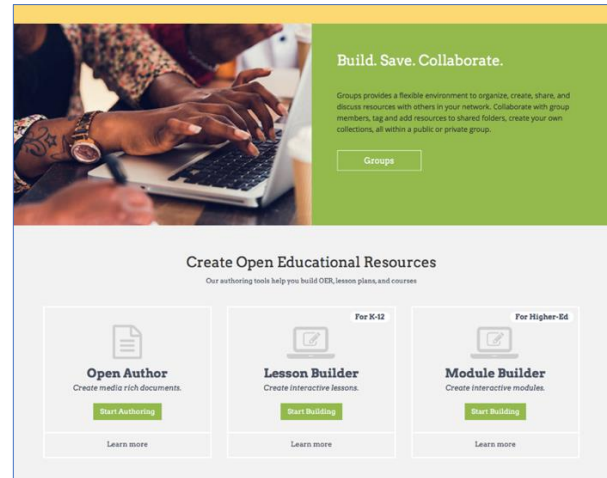 Build. Save. Collaborate.
Groups provides a flexible environment to organize, create, share, and
discuss resources with others in your network. Collaborate with group
members, tag and add resources to shared folders, create your own
collections, all within a public or private group.
Groups
Create Open Educational Resources
Our authoring tools help you build OER, lesson plans, and courses
Open Author
Create media rich documents.
Start Authoring
Learn more
For K-12
Lesson Builder
Create interactive lessons.
Start Building
Learn more
For Higher-Ed
Module Builder
Create interactive modules.
Start Building
Learn more